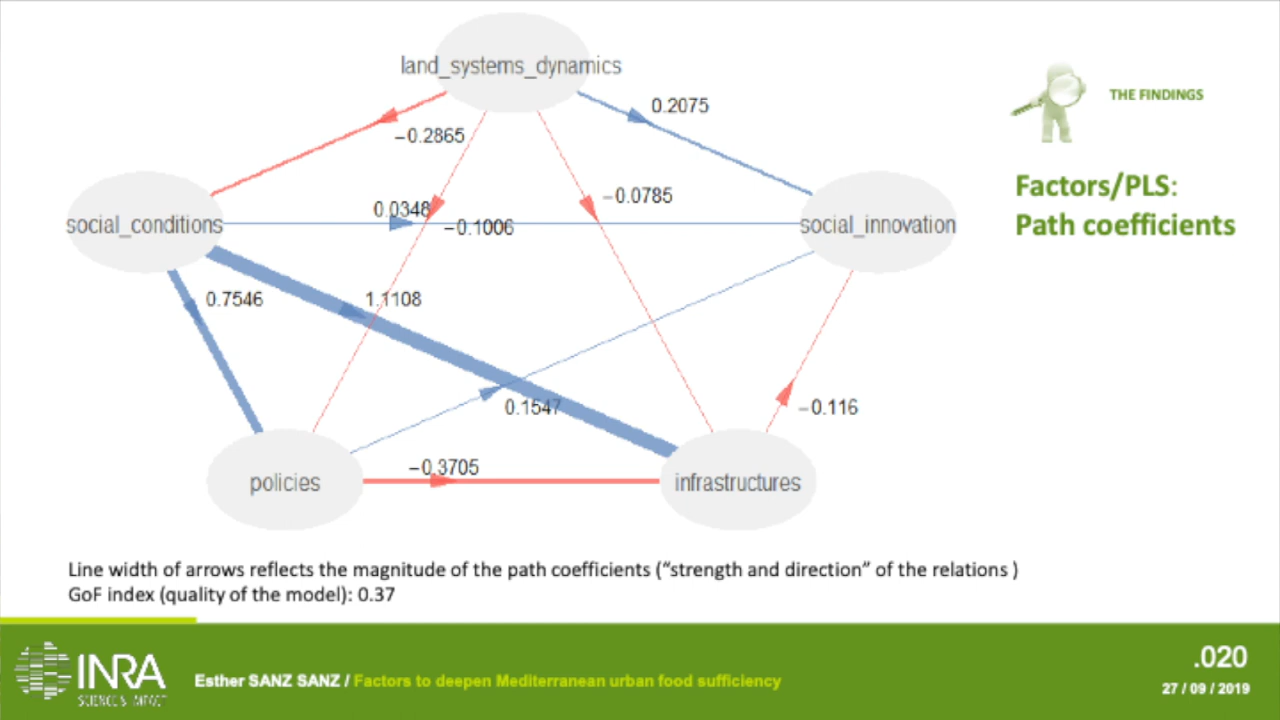 land_systems_dynamics
0.2075
−0.2865
THE FINDINGS
Factors/PLS:
Path coefficients
−0.0785
0.0348
−0.1006
social_conditions
social_innovation
0.7546
1.1108
0.1547
−0.116
−0.3705
policies
infrastructures
Line width of arrows reflects the magnitude of the path coefficients (“strength and direction” of the relations )
GoF index (quality of the model): 0.37
INRA
SCIENCE & IMPACT
Esther SANZ SANZ / Factors to deepen Mediterranean urban food sufficiency
.020
27 / 09 / 2019